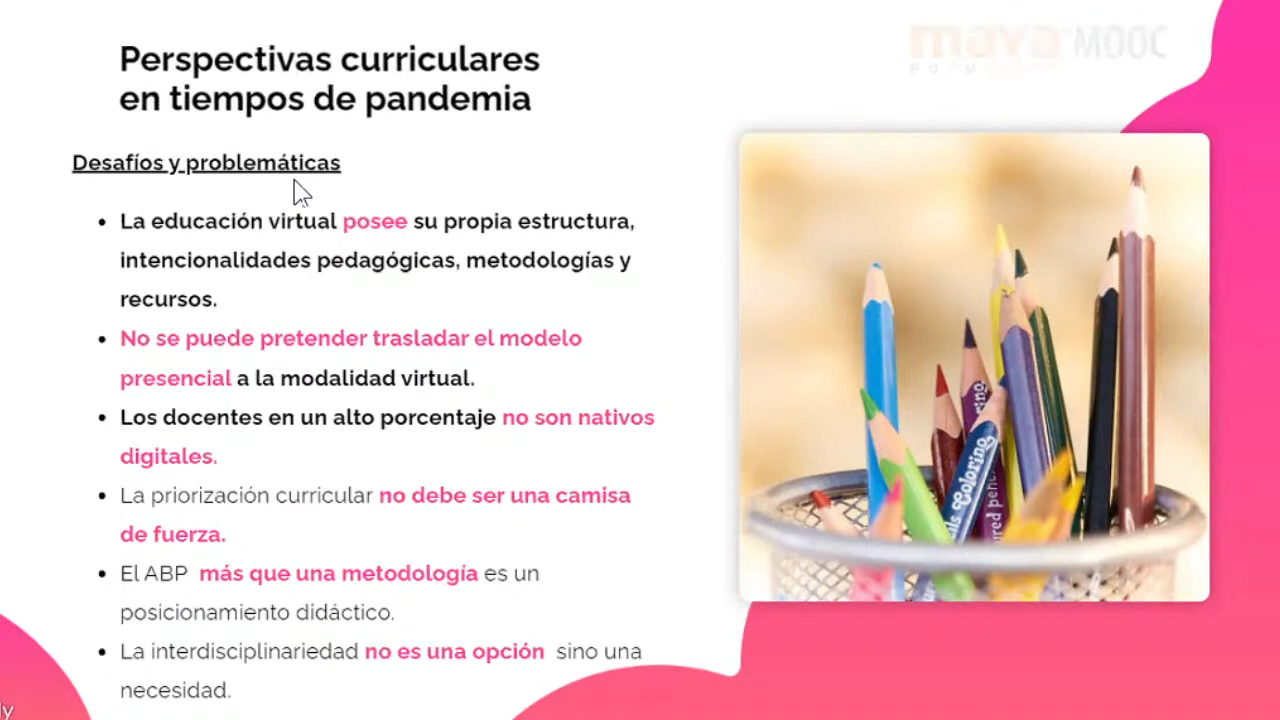 maya MOOC
Perspectivas curriculares
en tiempos de pandemia
Desafíos y problemáticas
• La educación virtual posee su propia estructura,
intencionalidades pedagógicas, metodologías y
recursos.
• No se puede pretender trasladar el modelo
presencial a la modalidad virtual.
• Los docentes en un alto porcentaje no son nativos
digitales.
• La priorización curricular no debe ser una camisa
de fuerza.
• El ABP más que una metodología es un
posicionamiento didáctico.
• La interdisciplinariedad no es una opción sino una
necesidad.
Coloring